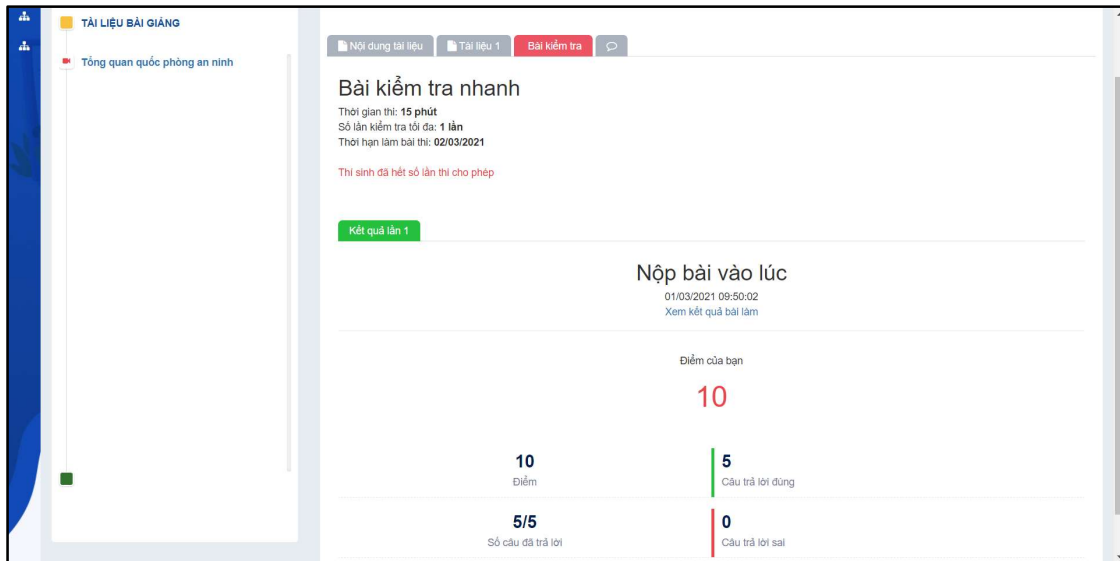 TÀI LIỆU BÀI GIẢNG
Tổng quan quốc phòng an ninh
Nội dung tài liệu
Tài liệu 1
Bài kiểm tra
Bài kiểm tra nhanh
Thời gian thi: 15 phút
Số lần kiểm tra tối đa: 1 lần
Thời hạn làm bài thi: 02/03/2021
Thí sinh đã hết số lần thi cho phép
Kết quả lần 1
Nộp bài vào lúc
01/03/2021 09:50:02
Xem kết quả bài làm
Điểm của bạn
10
10
Điểm
5
Câu trả lời đúng
5/5
Số câu đã trả lời
0
Câu trả lời sai